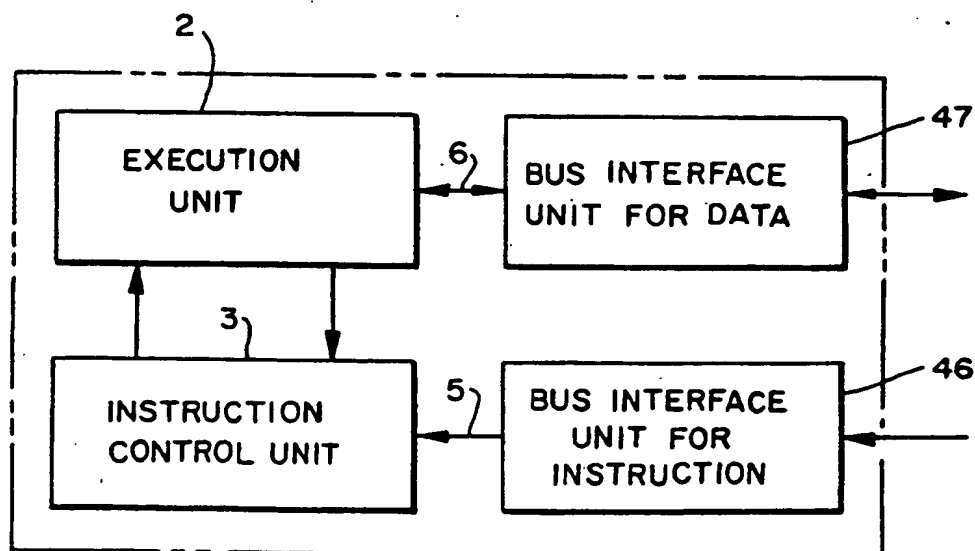 2
EXECUTION
UNIT
6
BUS INTERFACE
UNIT FOR DATA
47
3
INSTRUCTION
CONTROL UNIT
5
BUS INTERFACE
UNIT FOR
INSTRUCTION
46